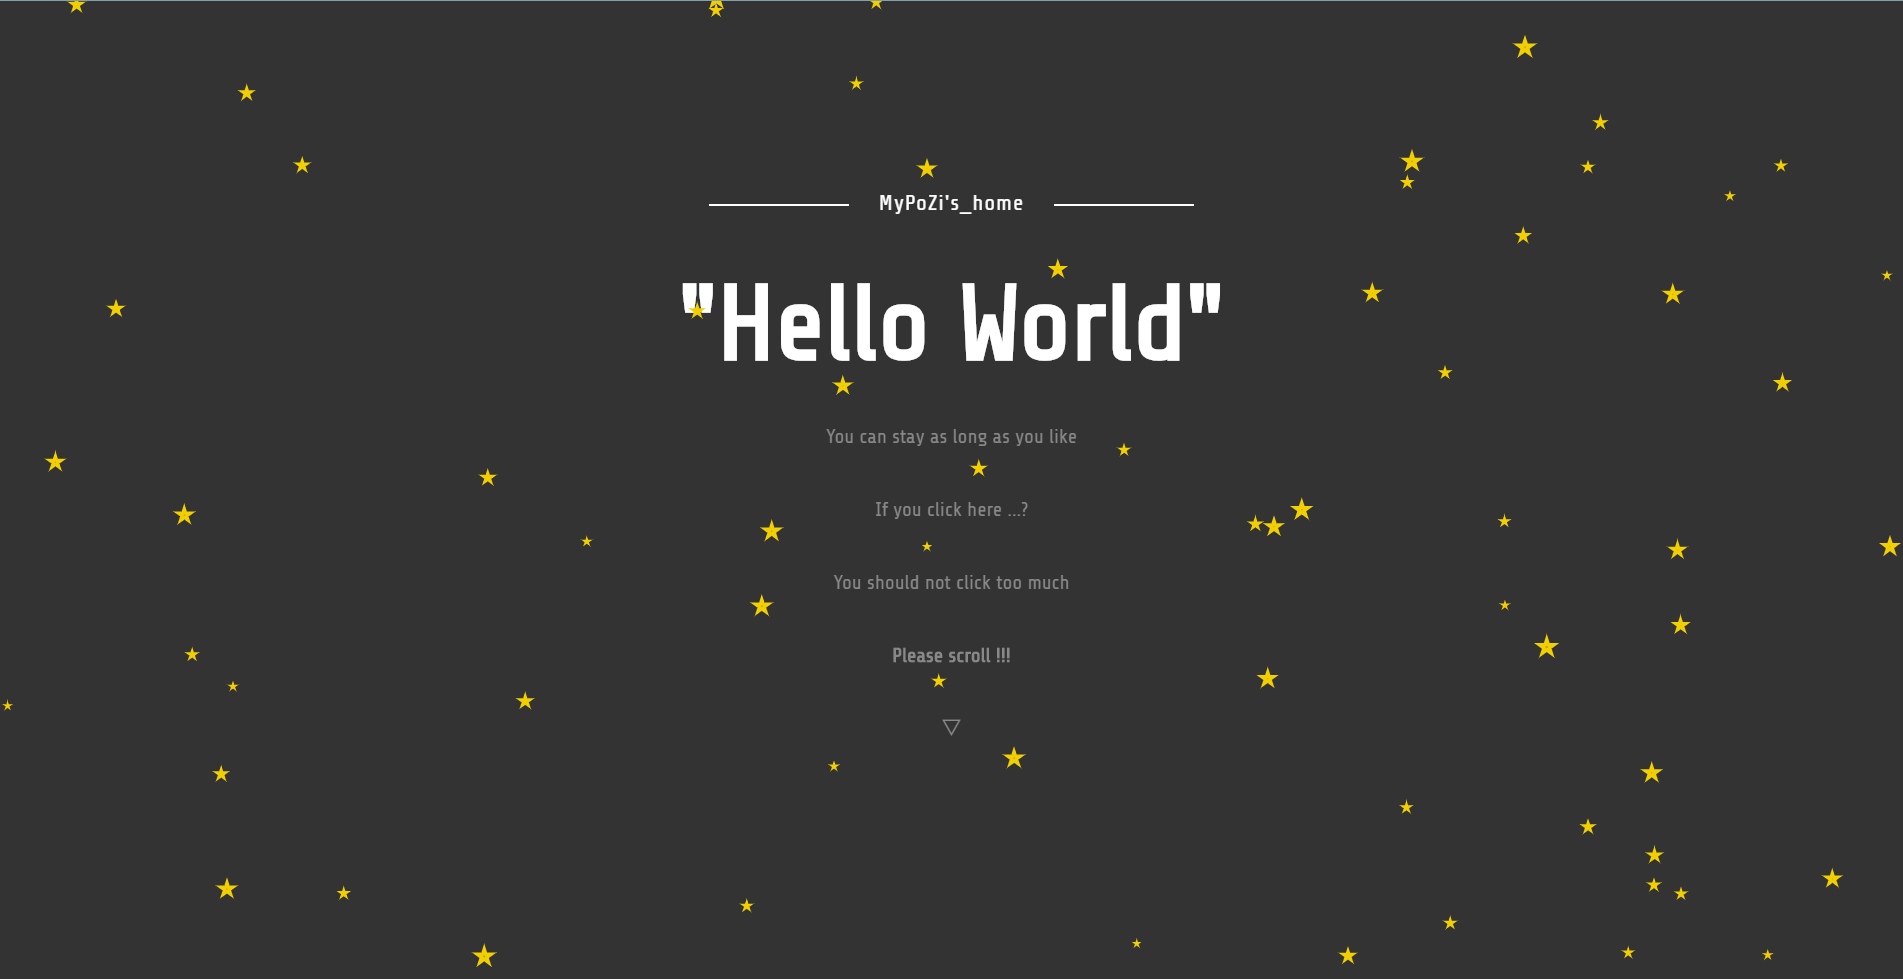 MyPoZi's_home
"Hello World"
You can stay as long as you like
If you click here ...?
You should not click too much
Please scroll !!!